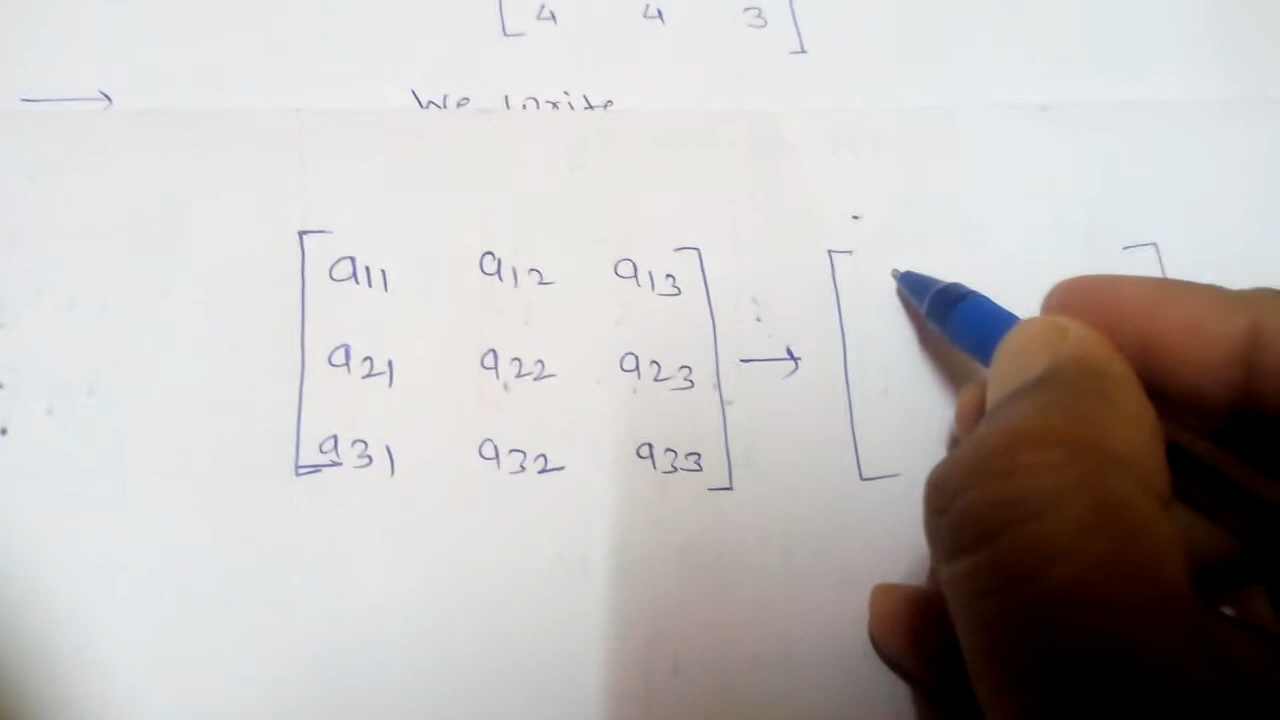 [ 4 4 3 ]
→ We write
[ a11 a12 a13
a21 a22 a23 ] → [ ]
a31 a32 a33